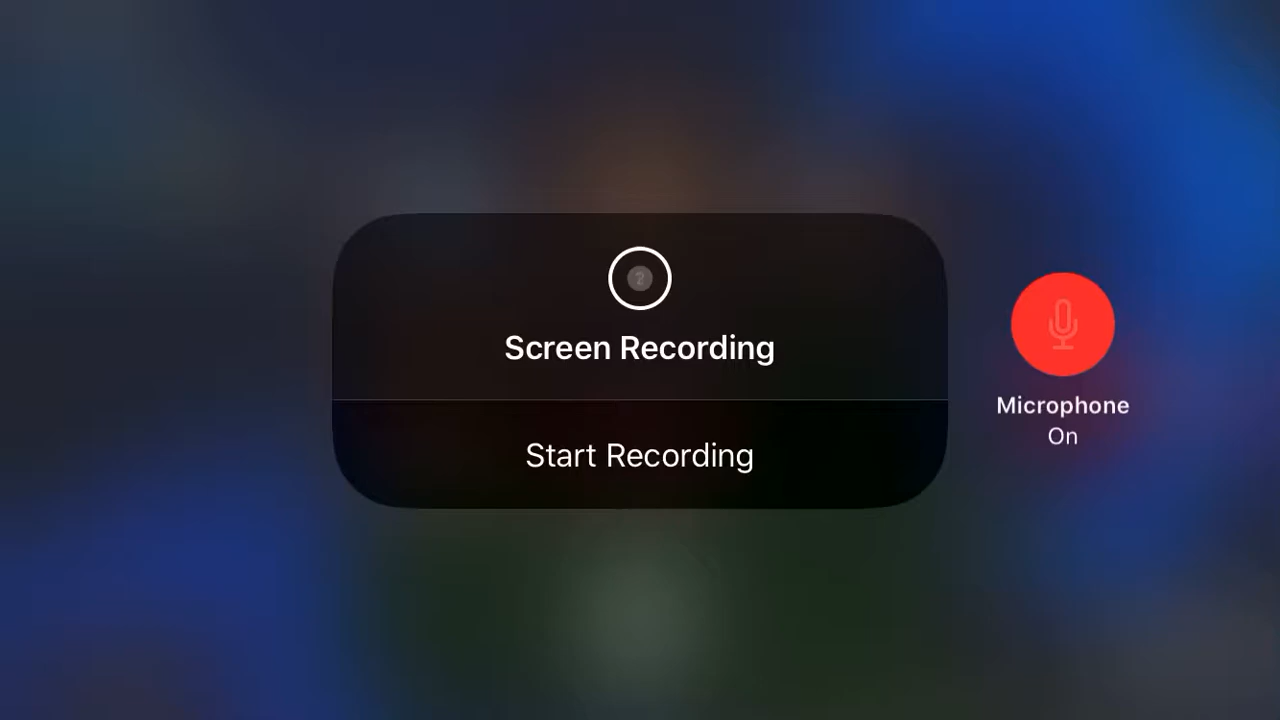 Screen Recording
Start Recording
Microphone
On